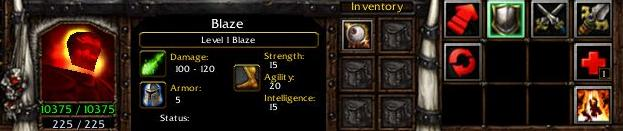 Blaze
Level 1 Blaze
Damage:
100 - 120
Armor:
5
Strength:
15
Agility:
20
Intelligence:
15
Status:
10375 / 10375
225 / 225
Inventory
1